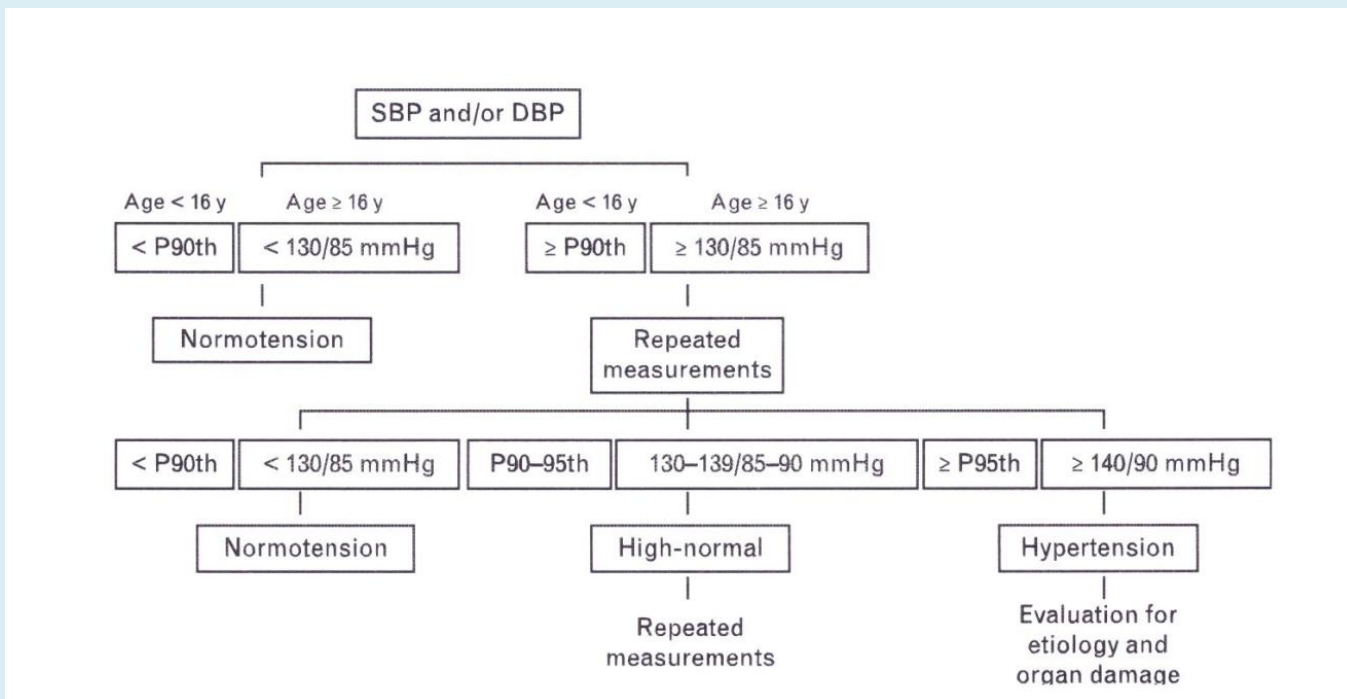 SBP and/or DBP
Age < 16 y Age ≥ 16 y Age < 16 y Age ≥ 16 y
< P90th < 130/85 mmHg ≥ P90th ≥ 130/85 mmHg
Normotension Repeated
measurements
< P90th < 130/85 mmHg P90–95th 130–139/85–90 mmHg ≥ P95th ≥ 140/90 mmHg
Normotension High-normal Hypertension
Repeated
measurements
Evaluation for
etiology and
organ damage